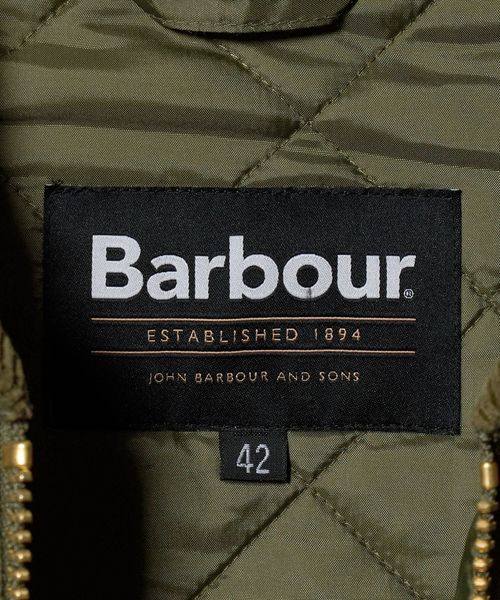 Barbour®
ESTABLISHED 1894
JOHN BARBOUR AND SONS
42